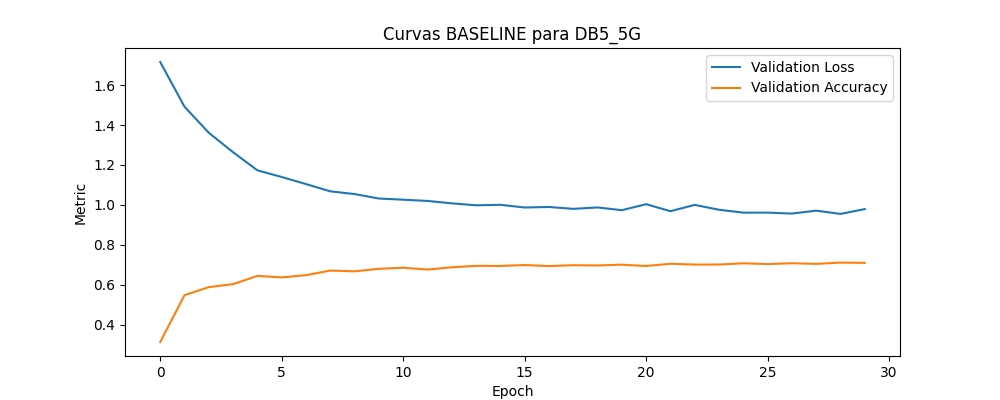 Curvas BASELINE para DB5_5G
Validation Loss
Validation Accuracy
Metric
1.6
1.4
1.2
1.0
0.8
0.6
0.4
0 5 10 15 20 25 30
Epoch